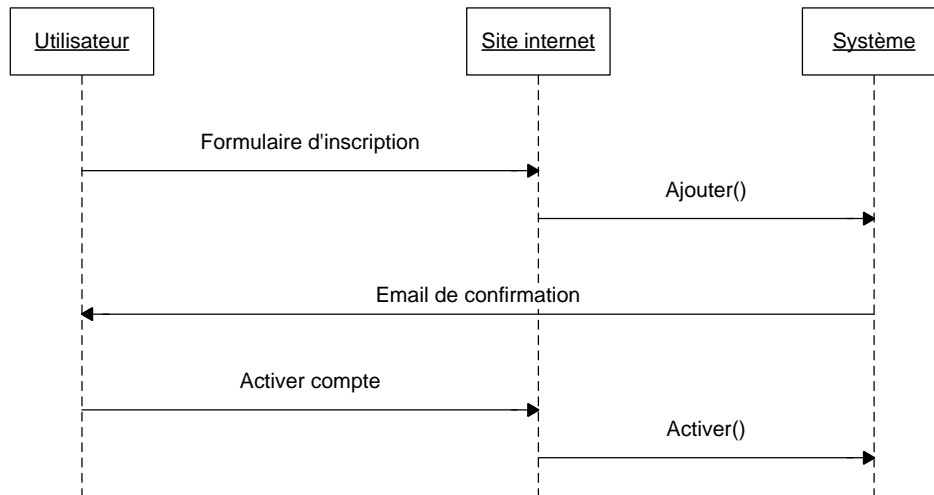 Utilisateur
Site internet
Système
Formulaire d'inscription
Ajouter()
Email de confirmation
Activer compte
Activer()